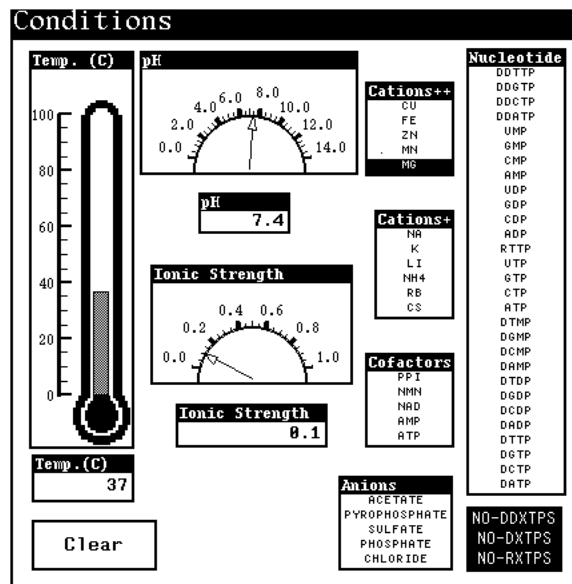 Conditions
Temp. (C)
100
80
60
40
20
0
Temp.(C)
37
Clear
pH
0.0
2.0
4.0
6.0
8.0
10.0
12.0
14.0
pH
7.4
Ionic Strength
0.0
0.2
0.4
0.6
0.8
1.0
Ionic Strength
0.1
Cations++
CU
FE
ZN
MN
MG
Cations+
NA
K
LI
NH4
RB
CS
Cofactors
PPI
NMN
NAD
AMP
ATP
Anions
ACETATE
PYROPHOSPHATE
SULFATE
PHOSPHATE
CHLORIDE
Nucleotide
DDTTP
DDGTP
DDCTP
DDATP
UMP
GMP
CMP
AMP
UDP
GDP
CDP
ADP
RTTP
UTP
GTP
CTP
ATP
DTMP
DGMP
DCMP
DAMP
DTDP
DGDP
DCDP
DADP
DTTP
DGTP
DCTP
DATP
NO-DDXTPS
NO-DXTPS
NO-RXTPS